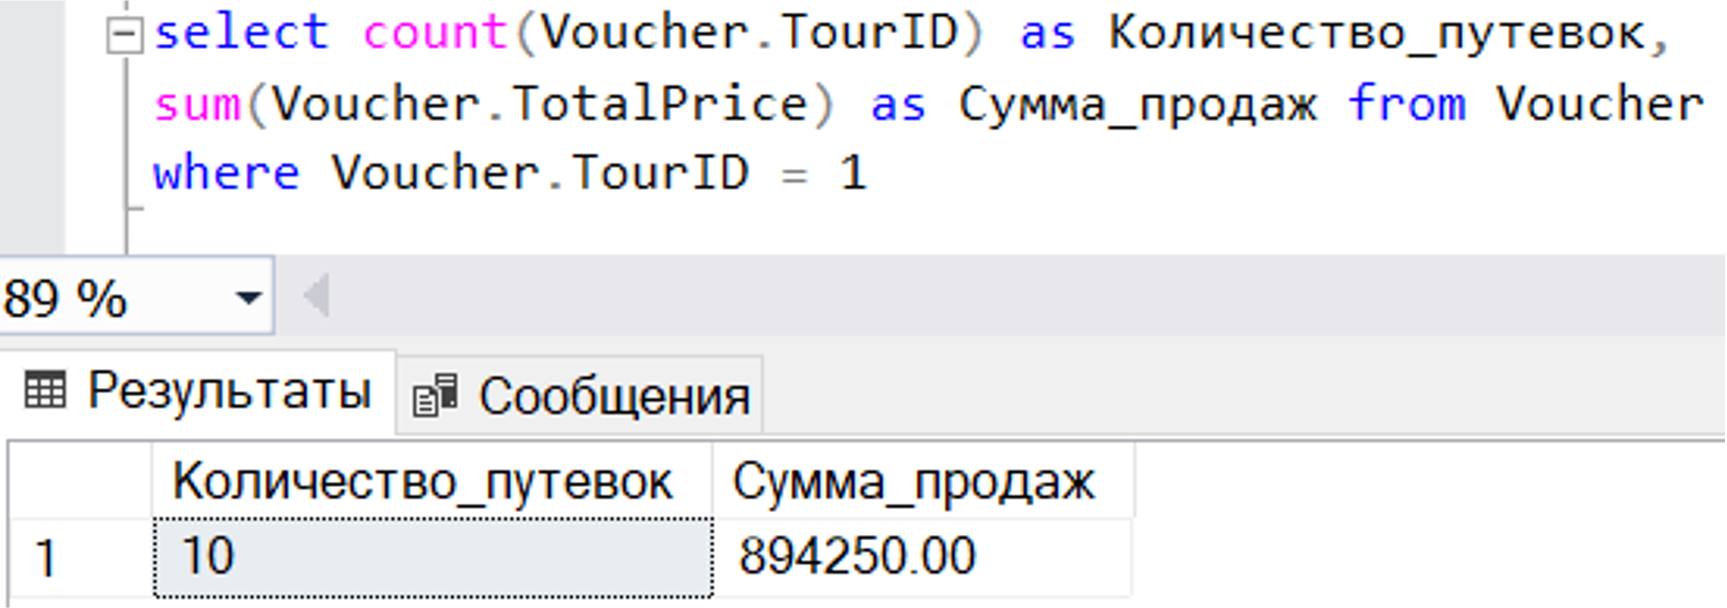 select count(Voucher.TourID) as Количество_путевок,
sum(Voucher.TotalPrice) as Сумма_продаж from Voucher
where Voucher.TourID = 1
89 %
Результаты Сообщения
Количество_путевок Сумма_продаж
1 10 894250.00